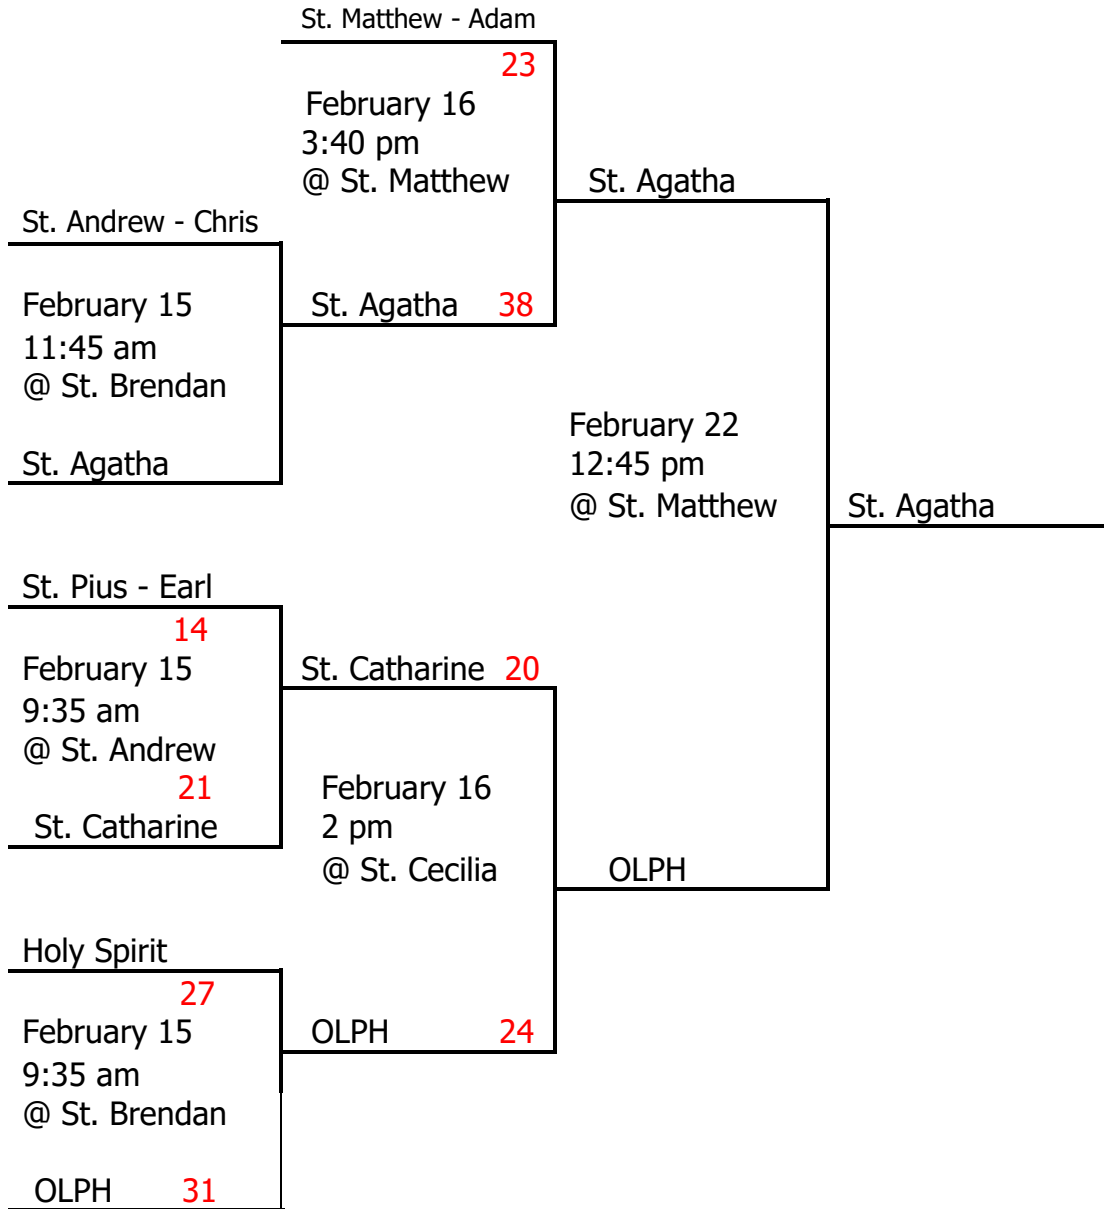 St. Matthew - Adam
23
February 16
3:40 pm
@ St. Matthew
St. Agatha
St. Andrew - Chris
February 15
St. Agatha 38
11:45 am
@ St. Brendan
February 22
St. Agatha
12:45 pm
@ St. Matthew
St. Agatha
St. Pius - Earl
14
February 15
St. Catharine 20
9:35 am
@ St. Andrew
21
February 16
St. Catharine
2 pm
@ St. Cecilia
OLPH
Holy Spirit
27
February 15
OLPH 24
9:35 am
@ St. Brendan
OLPH 31